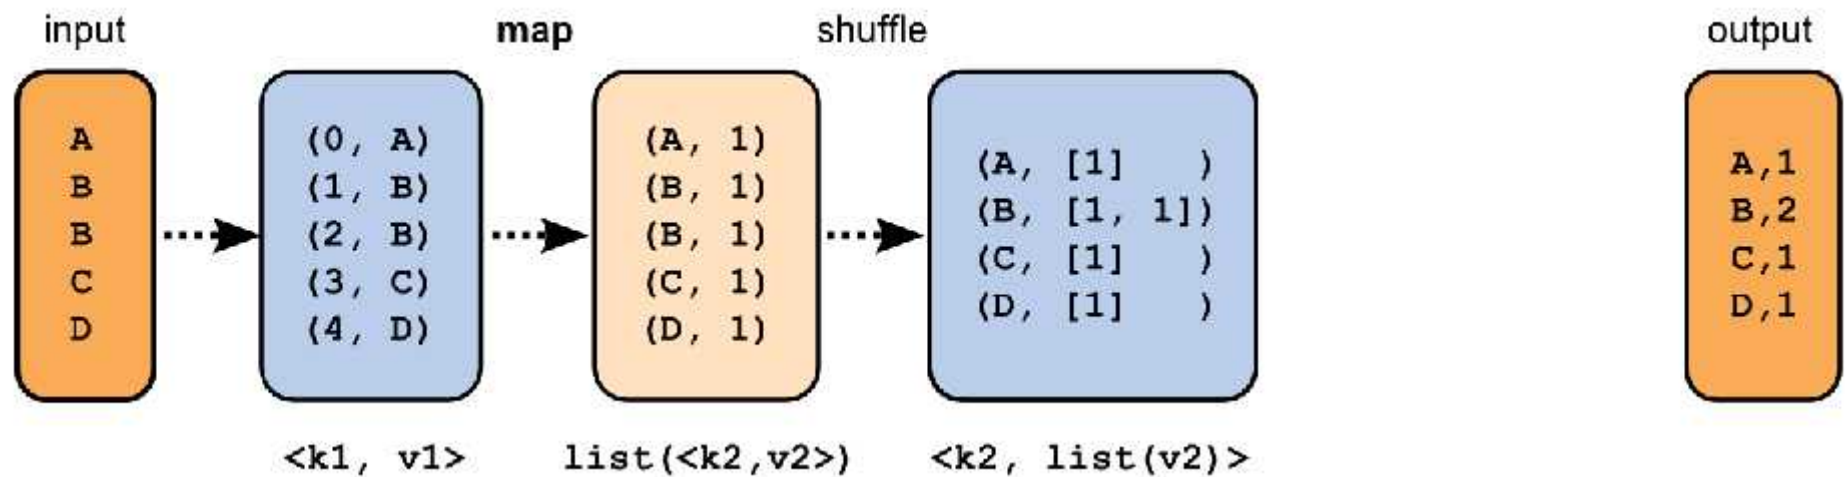 input
map
shuffle
output
A
B
B
C
D
(0, A)
(1, B)
(2, B)
(3, C)
(4, D)
(A, 1)
(B, 1)
(B, 1)
(C, 1)
(D, 1)
(A, [1]   )
(B, [1, 1])
(C, [1]   )
(D, [1]   )
A,1
B,2
C,1
D,1
<k1, v1>
list(<k2,v2>)
<k2, list(v2)>